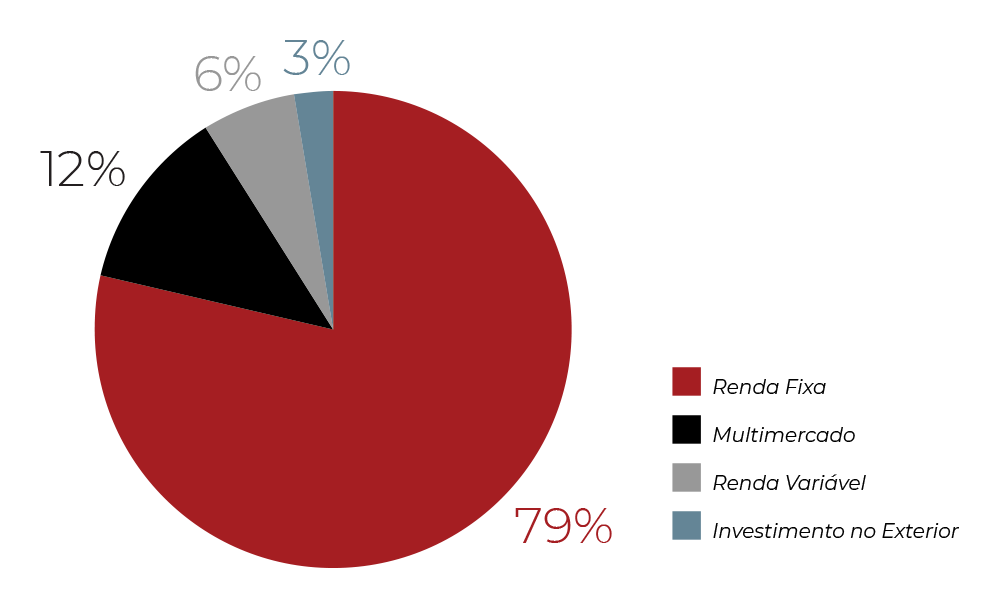 3%
6%
12%
79%
Renda Fixa
Multimercado
Renda Variável
Investimento no Exterior